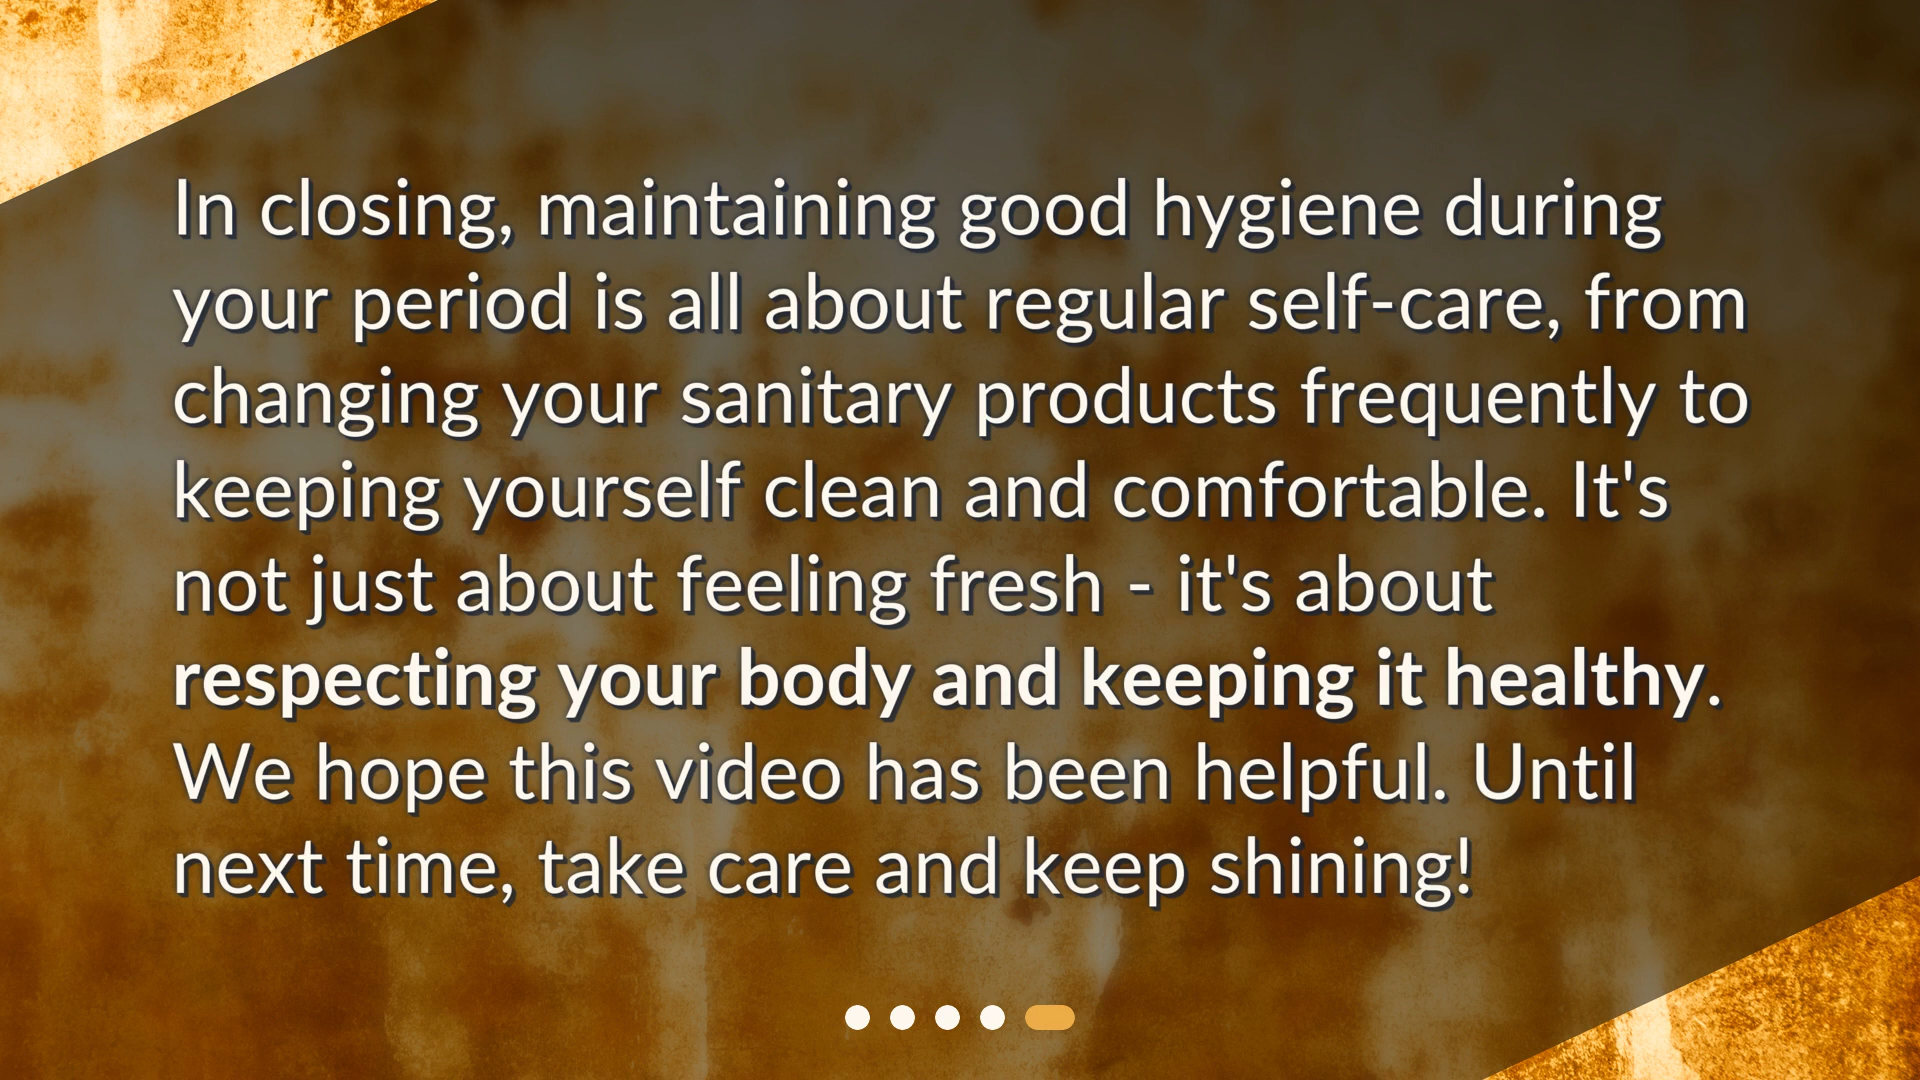 In closing, maintaining good hygiene during
your period is all about regular self-care, from
changing your sanitary products frequently to
keeping yourself clean and comfortable. It's
not just about feeling fresh - it's about
respecting your body and keeping it healthy.
We hope this video has been helpful. Until
next time, take care and keep shining!